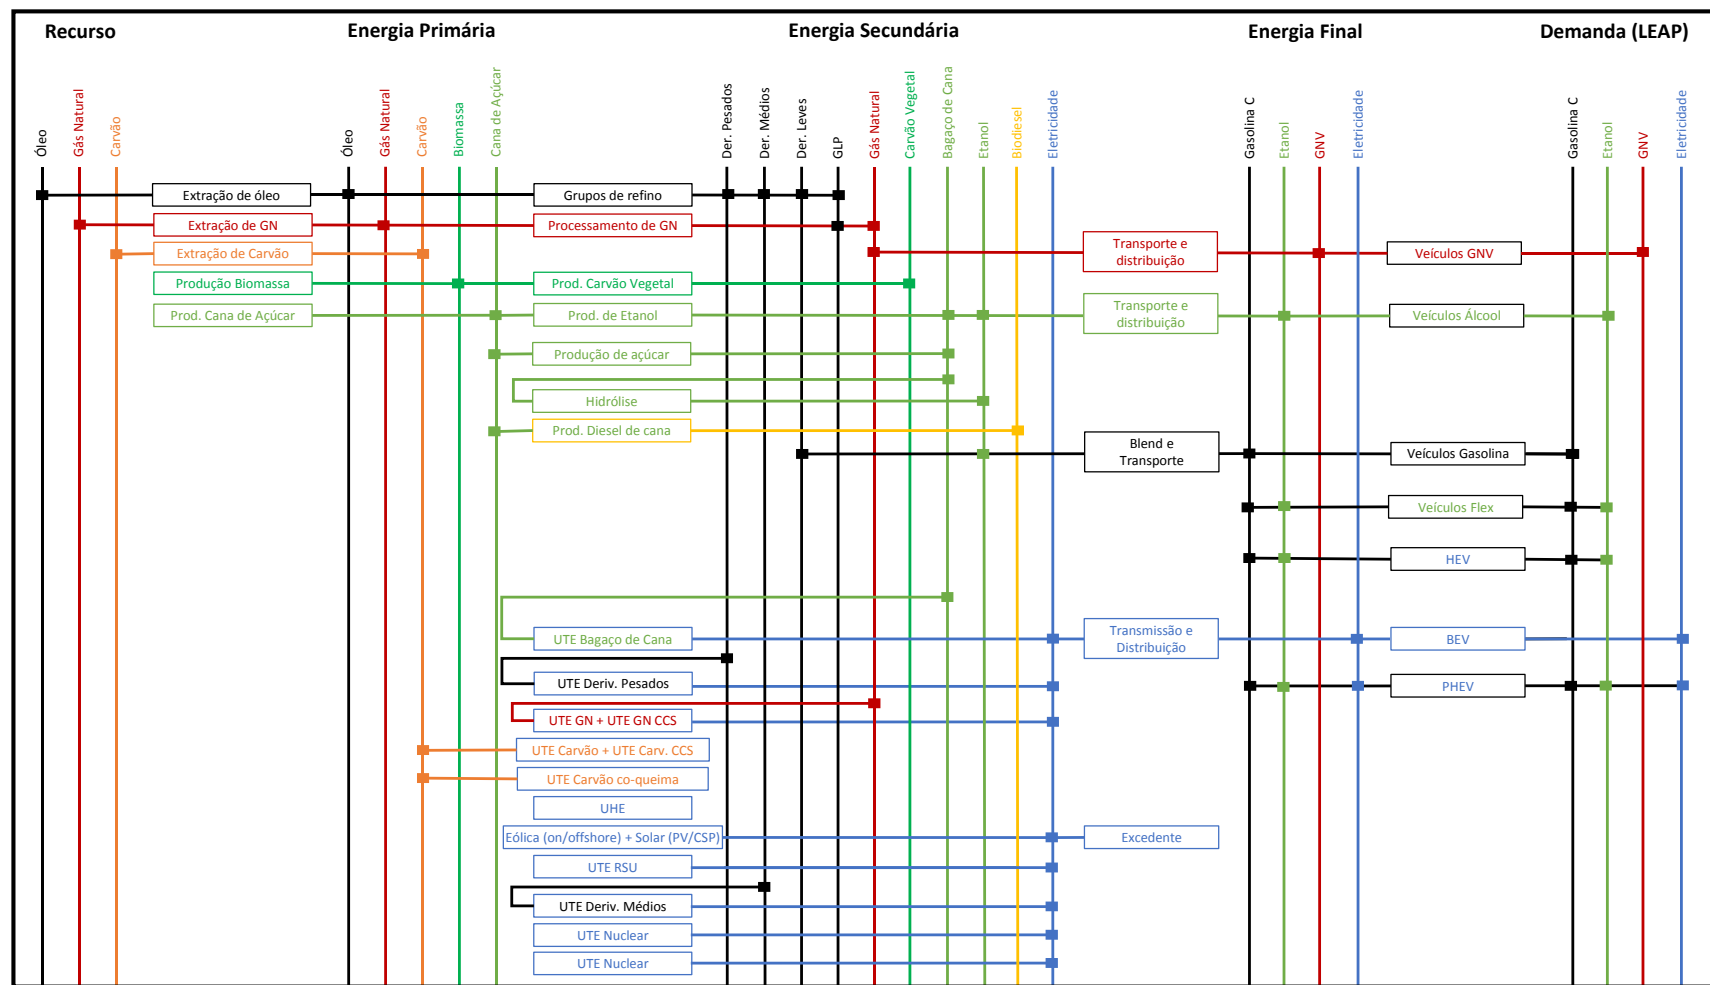 Recurso
Energia Primária
Energia Secundária
Energia Final
Demanda (LEAP)
Óleo
Gás Natural
Carvão
Óleo
Gás Natural
Carvão
Biomassa
Cana de Açúcar
Der. Pesados
Der. Médios
Der. Leves
GLP
Gás Natural
Carvão Vegetal
Bagaço de Cana
Etanol
Biodiesel
Eletricidade
Gasolina C
Etanol
GNV
Eletricidade
Gasolina C
Etanol
GNV
Eletricidade
Extração de óleo
Grupos de refino
Extração de GN
Processamento de GN
Extração de Carvão
Transporte e
distribuição
Veículos GNV
Produção Biomassa
Prod. Carvão Vegetal
Prod. Cana de Açúcar
Prod. de Etanol
Transporte e
distribuição
Veículos Álcool
Produção de açúcar
Hidrólise
Prod. Diesel de cana
Blend e
Transporte
Veículos Gasolina
Veículos Flex
HEV
UTE Bagaço de Cana
Transmissão e
Distribuição
BEV
UTE Deriv. Pesados
PHEV
UTE GN + UTE GN CCS
UTE Carvão + UTE Carv. CCS
UTE Carvão co-queima
UHE
Eólica (on/offshore) + Solar (PV/CSP)
Excedente
UTE RSU
UTE Deriv. Médios
UTE Nuclear
UTE Nuclear